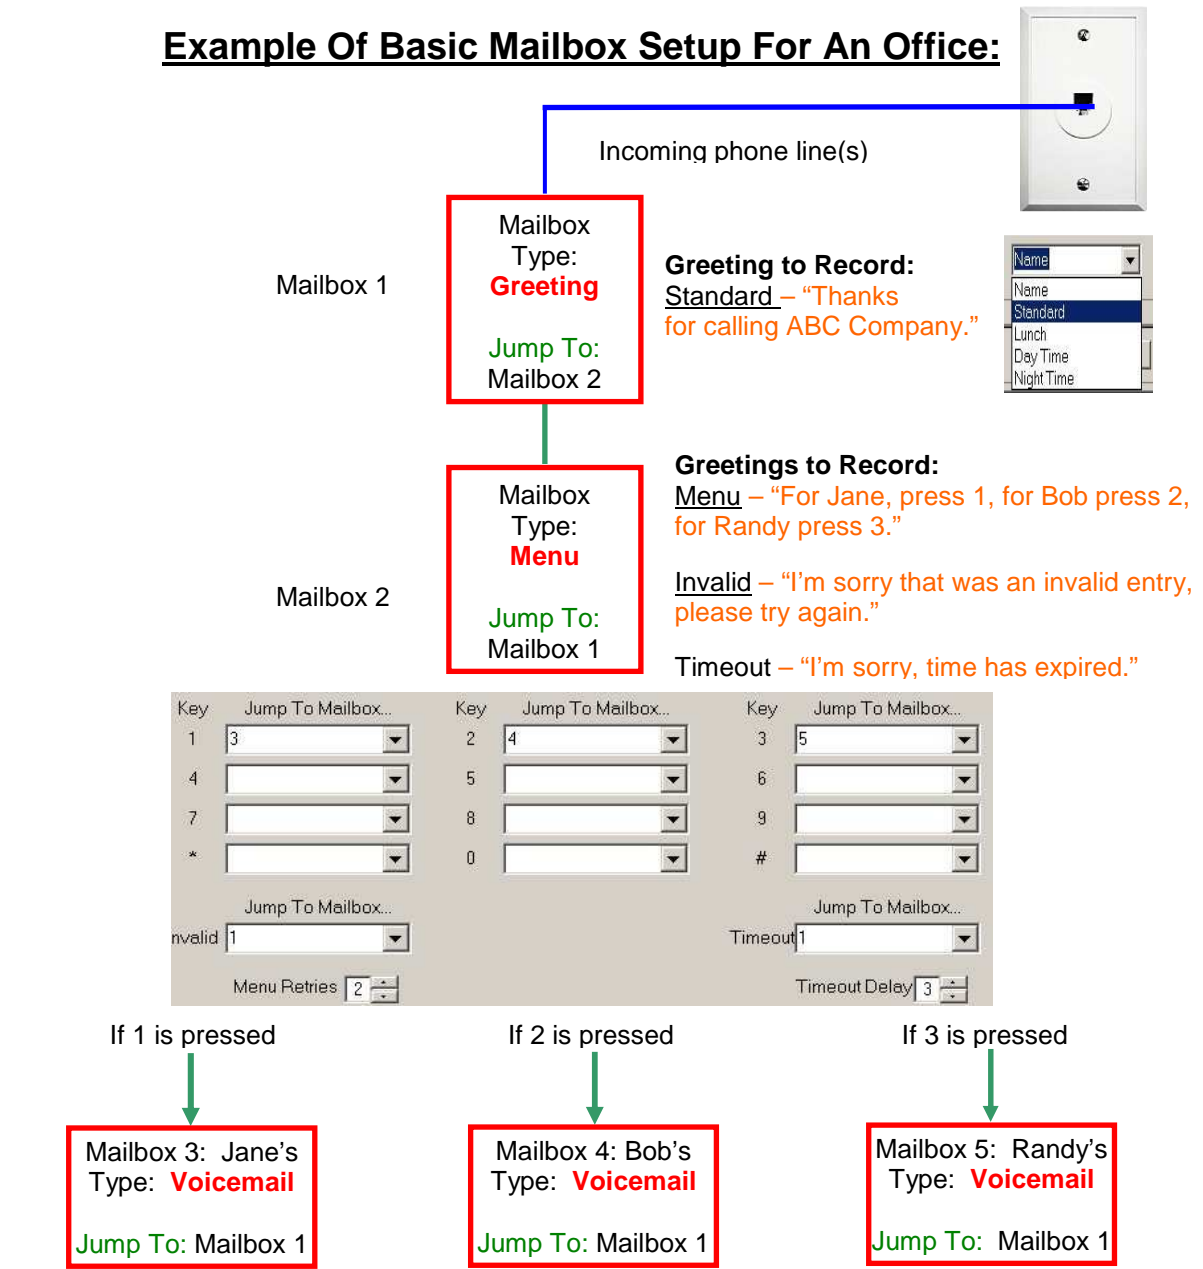 Example Of Basic Mailbox Setup For An Office:
Incoming phone line(s)
Mailbox 1
Mailbox
Type:
Greeting
Jump To:
Mailbox 2
Greeting to Record:
Standard – “Thanks
for calling ABC Company.”
Name
Name
Standard
Lunch
Day Time
Night Time
Mailbox 2
Mailbox
Type:
Menu
Jump To:
Mailbox 1
Greetings to Record:
Menu – “For Jane, press 1, for Bob press 2,
for Randy press 3.”
Invalid – “I’m sorry that was an invalid entry,
please try again.”
Timeout – “I’m sorry, time has expired.”
Key Jump To Mailbox... Key Jump To Mailbox... Key Jump To Mailbox...
1 3 2 4 3 5
4 5 6
7 8 9
* 0 #
Jump To Mailbox... Jump To Mailbox...
nvalid 1 Timeout 1
Menu Retries 2 Timeout Delay 3
If 1 is pressed If 2 is pressed If 3 is pressed
Mailbox 3: Jane’s
Type: Voicemail
Jump To: Mailbox 1
Mailbox 4: Bob’s
Type: Voicemail
Jump To: Mailbox 1
Mailbox 5: Randy’s
Type: Voicemail
Jump To: Mailbox 1